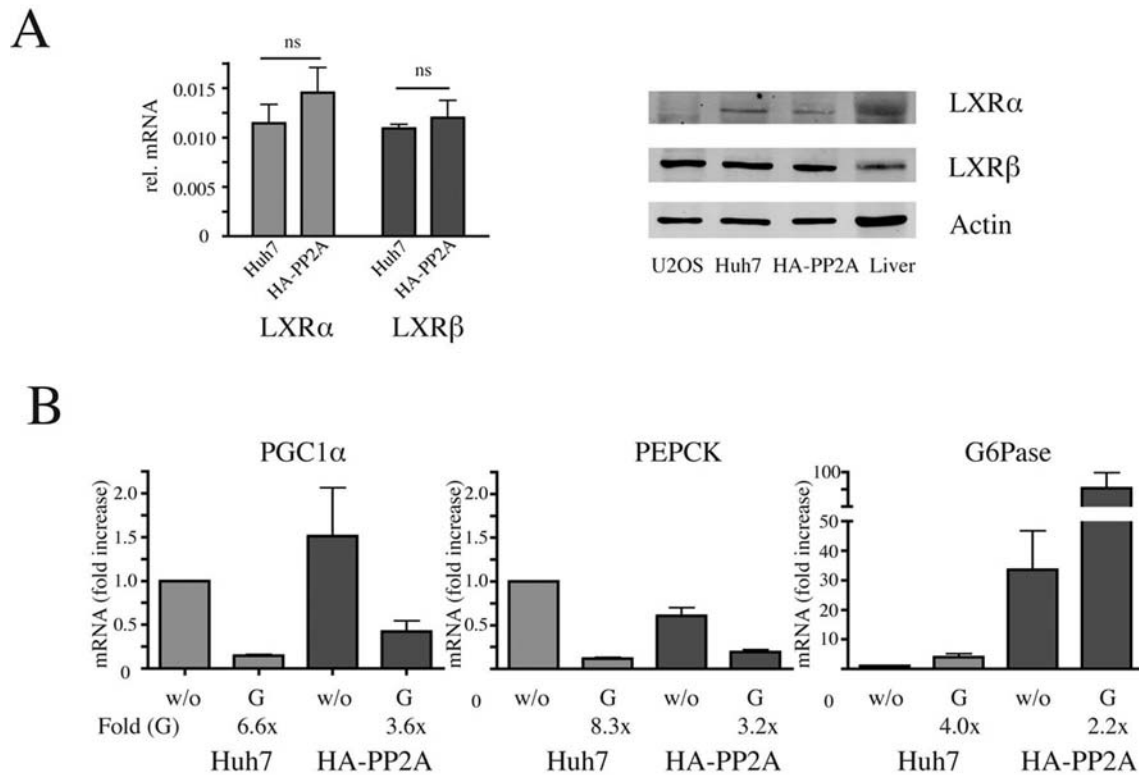 A
ns
ns
rel. mRNA
0.015
0.010
0.005
0
Huh7
HA-PP2A
Huh7
HA-PP2A
LXRα
LXRβ
LXRα
LXRβ
Actin
U2OS Huh7 HA-PP2A Liver
B
PGC1α
mRNA (fold increase)
2.0
1.5
1.0
0.5
0
w/o G w/o G
Fold (G) 6.6x 3.6x
Huh7 HA-PP2A
PEPCK
mRNA (fold increase)
2.0
1.5
1.0
0.5
0
w/o G w/o G
8.3x 3.2x
Huh7 HA-PP2A
G6Pase
mRNA (fold increase)
100
50
40
30
20
10
w/o G w/o G
4.0x 2.2x
Huh7 HA-PP2A